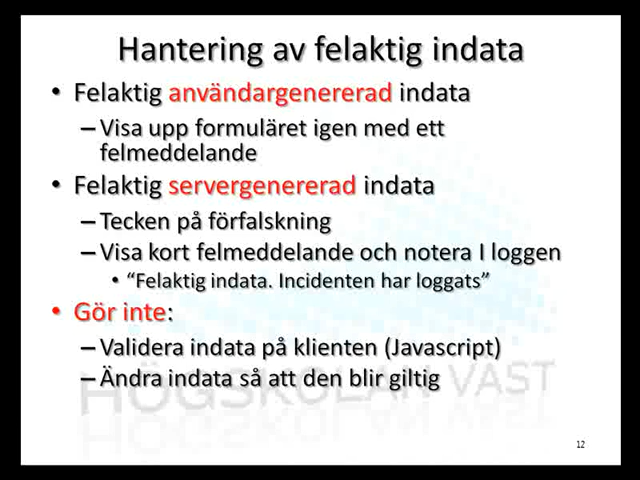 Hantering av felaktig indata
• Felaktig användargenererad indata
– Visa upp formuläret igen med ett
felmeddelande
• Felaktig servergenererad indata
– Tecken på förfalskning
– Visa kort felmeddelande och notera I loggen
• “Felaktig indata. Incidenten har loggats”
• Gör inte:
– Validera indata på klienten (Javascript)
– Ändra indata så att den blir giltig
HÖGSKOLAN VÄST
12